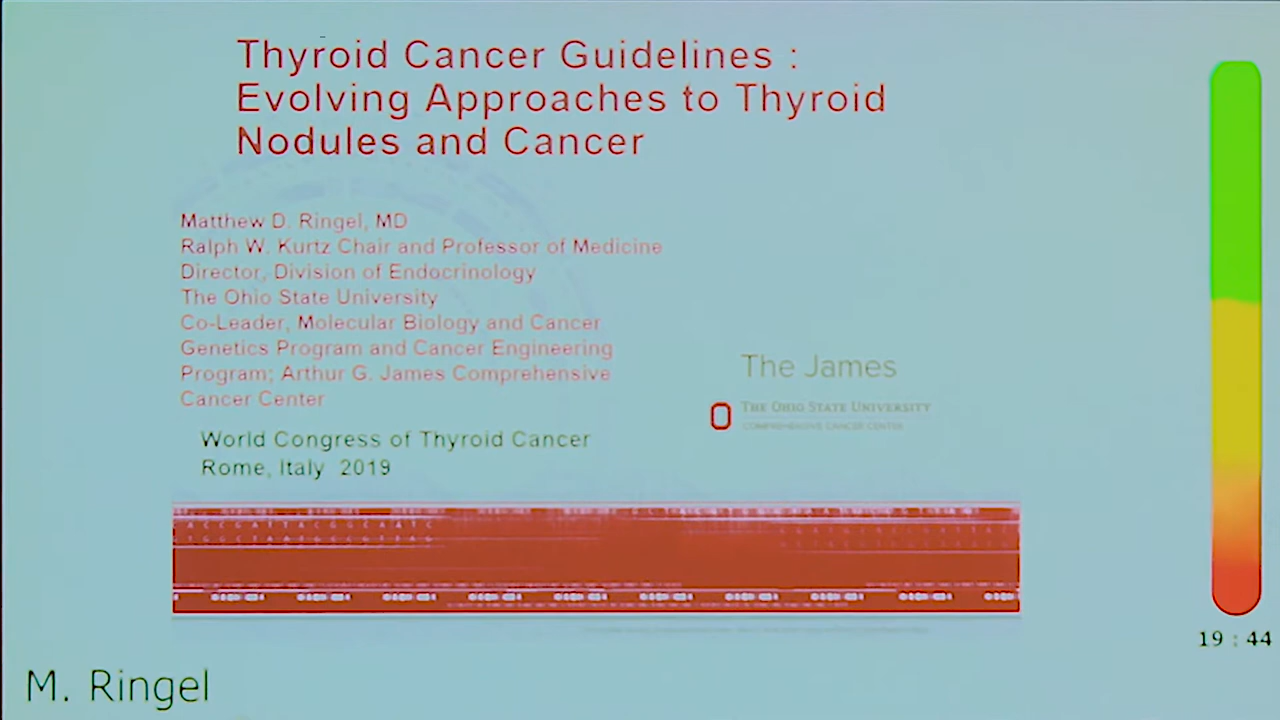 Thyroid Cancer Guidelines :
Evolving Approaches to Thyroid
Nodules and Cancer
Matthew D. Ringel, MD
Ralph W. Kurtz Chair and Professor of Medicine
Director, Division of Endocrinology
The Ohio State University
Co-Leader, Molecular Biology and Cancer
Genetics Program and Cancer Engineering
Program; Arthur G. James Comprehensive
Cancer Center
The James
THE OHIO STATE UNIVERSITY
COMPREHENSIVE CANCER CENTER
World Congress of Thyroid Cancer
Rome, Italy 2019
19 : 44
M. Ringel